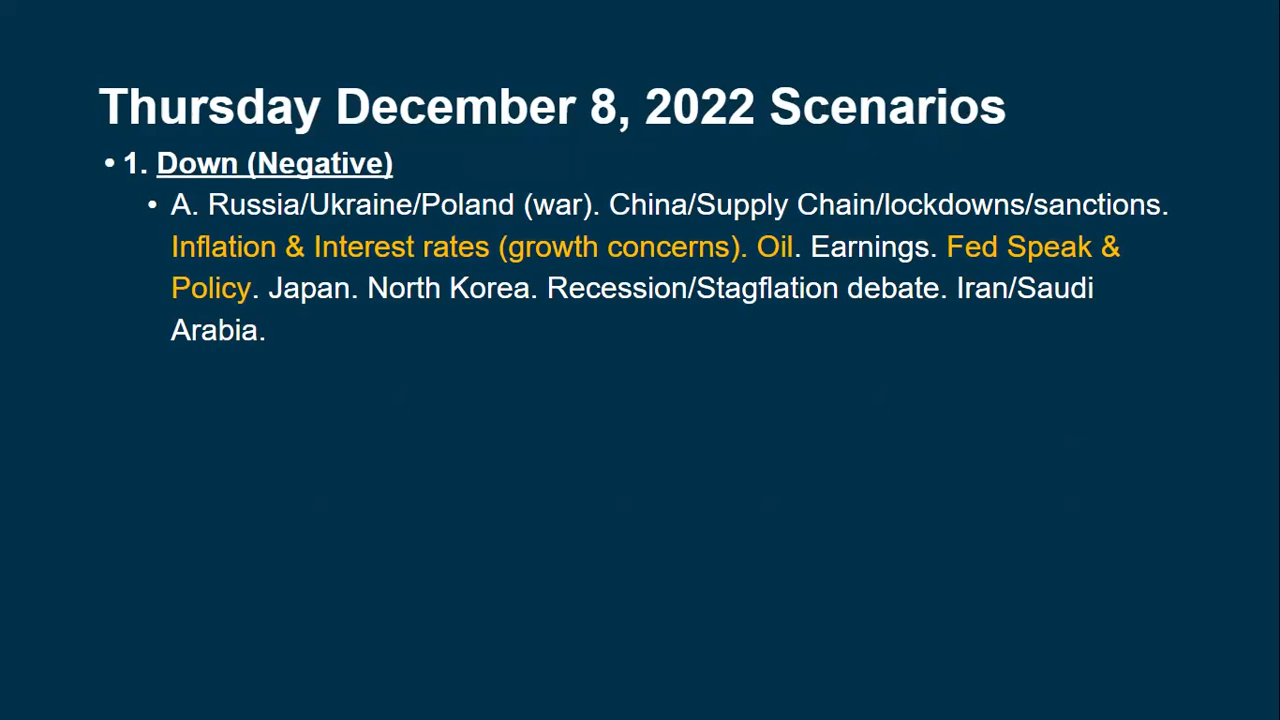 Thursday December 8, 2022 Scenarios
• 1. Down (Negative)
• A. Russia/Ukraine/Poland (war). China/Supply Chain/lockdowns/sanctions.
Inflation & Interest rates (growth concerns). Oil. Earnings. Fed Speak &
Policy. Japan. North Korea. Recession/Stagflation debate. Iran/Saudi
Arabia.